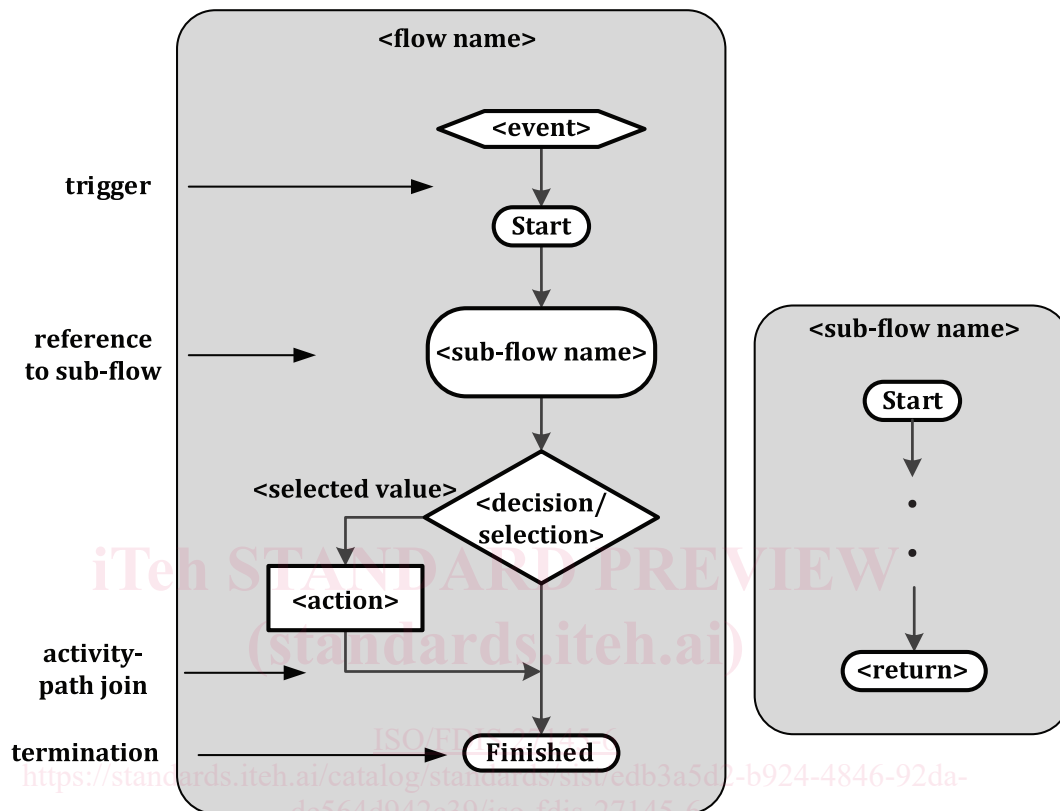 <flow name>
<event>
trigger
Start
reference
to sub-flow
<sub-flow name>
<selected value>
<decision/
selection>
<action>
activity-
path join
termination
Finished
<sub-flow name>
Start
<return>
iTeh STANDARD PREVIEW
(standards.iteh.ai)
ISO/FDIS
https://standards.iteh.ai/catalog/standards/sist/edb3a5d2-b924-4846-92da-